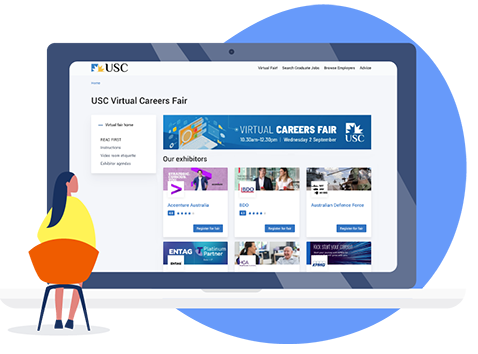 USC
Virtual Fair Search Graduate Jobs Browse Employers Advice
Home
USC Virtual Careers Fair
Virtual fair home
READ FIRST
Instructions
Video room etiquette
Exhibitor agendas
VIRTUAL CAREERS FAIR
10.30am-12.30pm | Wednesday 2 September
USC
Our exhibitors
BDO
Accenture Australia
BDO
Australian Defence Force
Register for fair
Register for fair
Register for fair
ENTAG
Platinum
Partner
ENTAG
KICK START YOUR CAREER